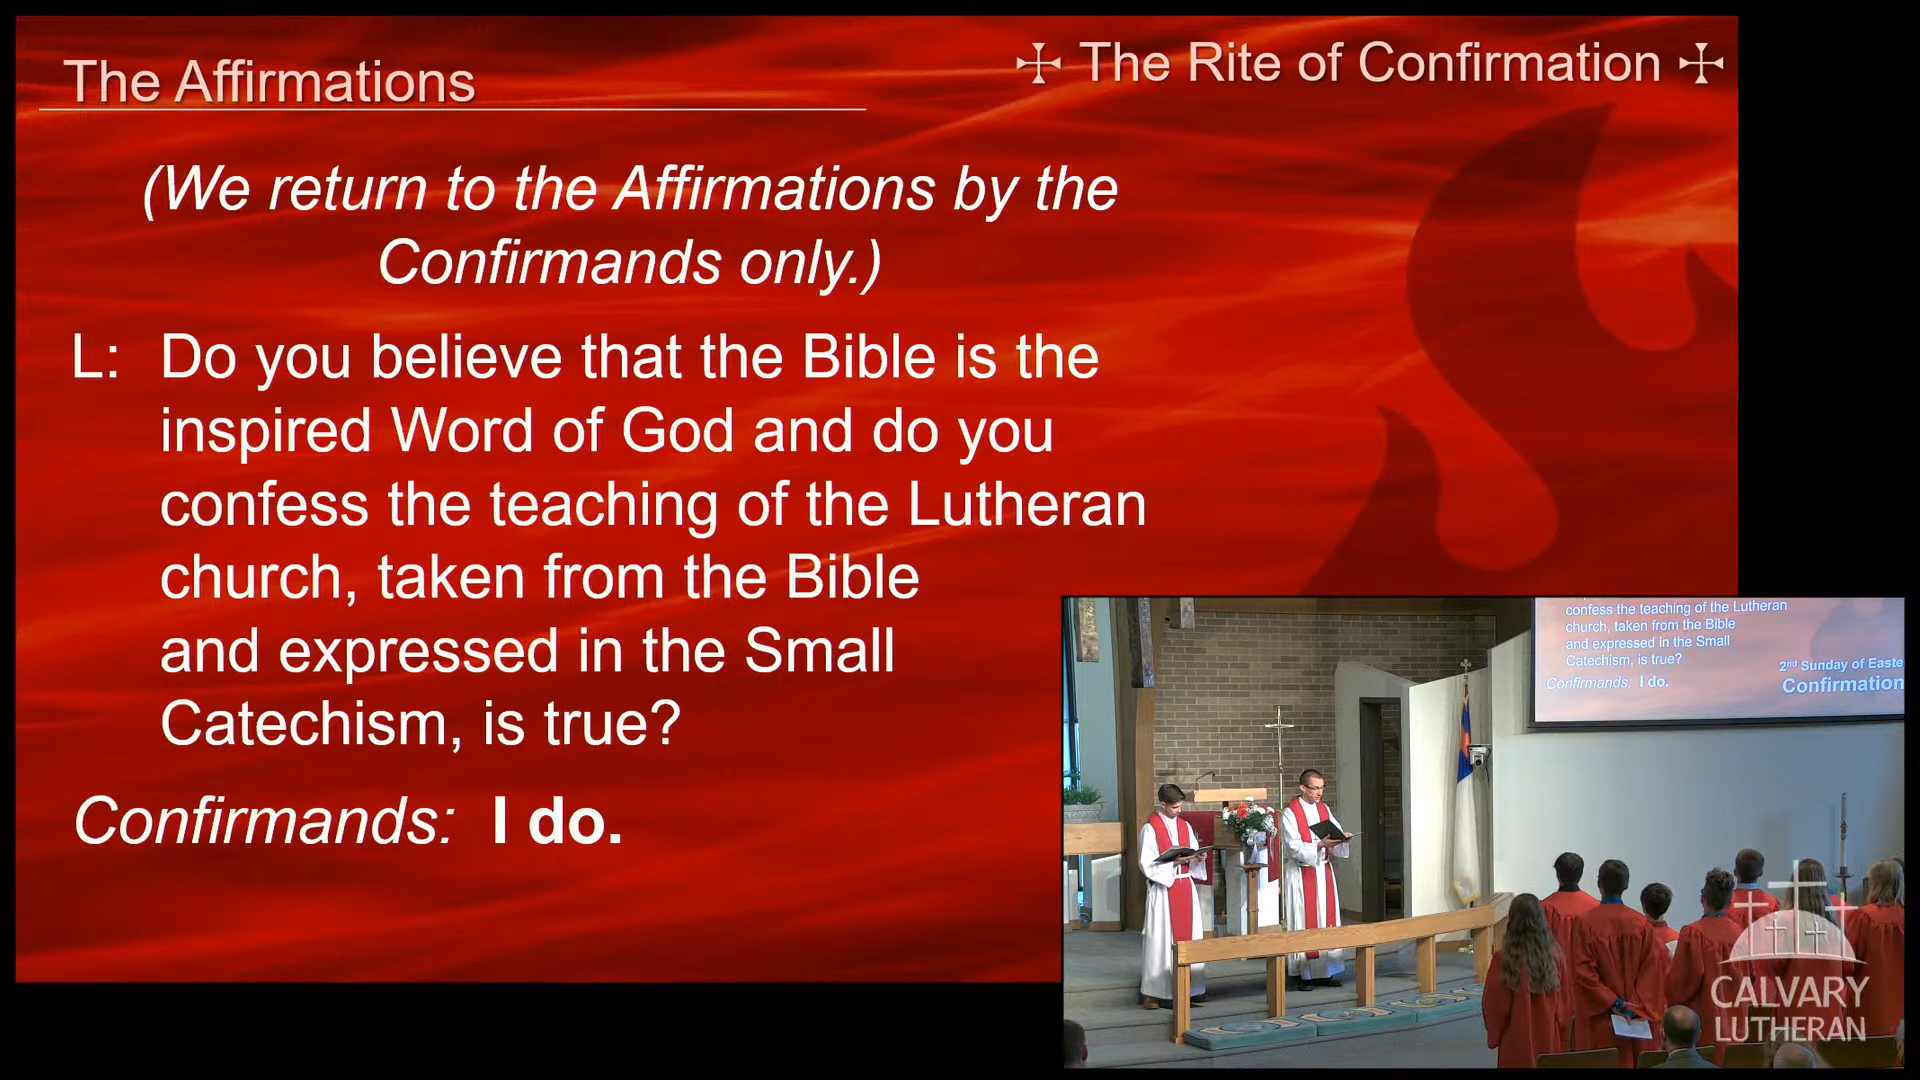 The Affirmations
✠ The Rite of Confirmation ✠
(We return to the Affirmations by the
Confirmands only.)
L: Do you believe that the Bible is the
inspired Word of God and do you
confess the teaching of the Lutheran
church, taken from the Bible
and expressed in the Small
Catechism, is true?
Confirmands: I do.
confess the teaching of the Lutheran
church, taken from the Bible
and expressed in the Small
Catechism, is true?
Confirmands: I do.
2nd Sunday of Easte
Confirmation
CALVARY
LUTHERAN